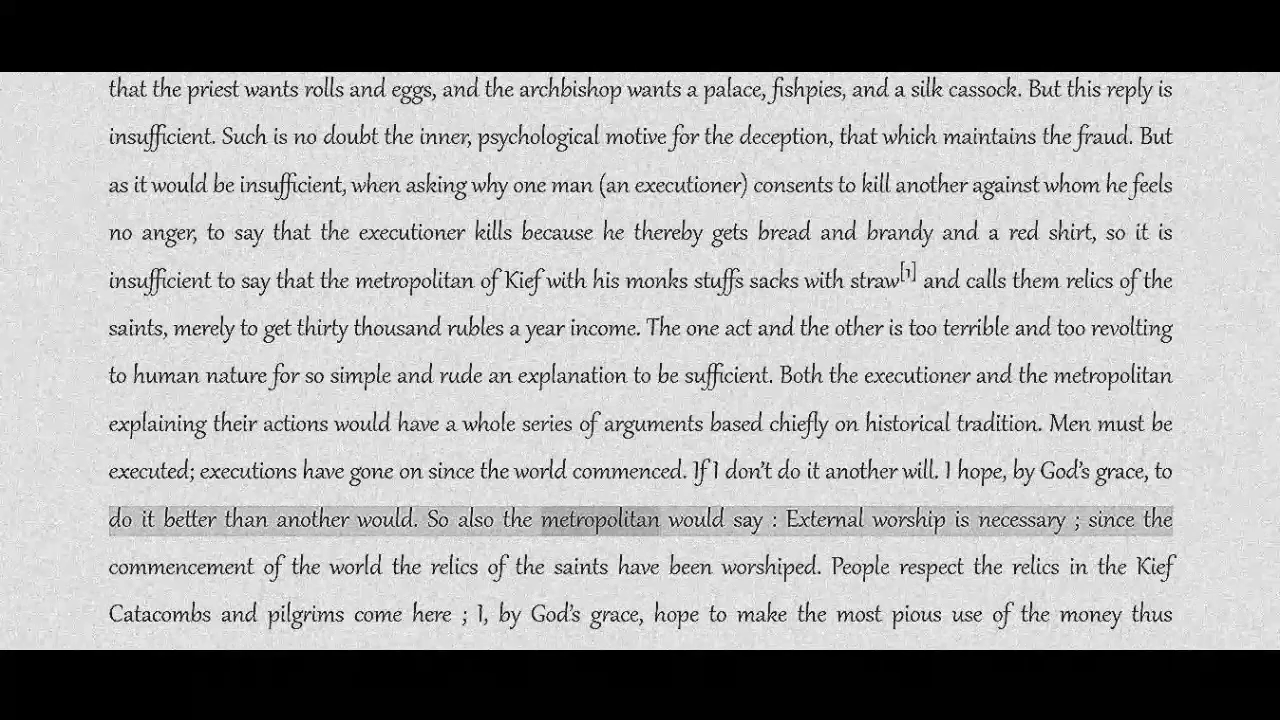 that the priest wants rolls and eggs, and the archbishop wants a palace, fishpies, and a silk cassock. But this reply is
insufficient. Such is no doubt the inner, psychological motive for the deception, that which maintains the fraud. But
as it would be insufficient, when asking why one man (an executioner) consents to kill another against whom he feels
no anger, to say that the executioner kills because he thereby gets bread and brandy and a red shirt, so it is
insufficient to say that the metropolitan of Kief with his monks stuffs sacks with straw[1] and calls them relics of the
saints, merely to get thirty thousand rubles a year income. The one act and the other is too terrible and too revolting
to human nature for so simple and rude an explanation to be sufficient. Both the executioner and the metropolitan
explaining their actions would have a whole series of arguments based chiefly on historical tradition. Men must be
executed; executions have gone on since the world commenced. If I don't do it another will. I hope, by God's grace, to
do it better than another would. So also the metropolitan would say : External worship is necessary ; since the
commencement of the world the relics of the saints have been worshiped. People respect the relics in the Kief
Catacombs and pilgrims come here ; I, by God's grace, hope to make the most pious use of the money thus